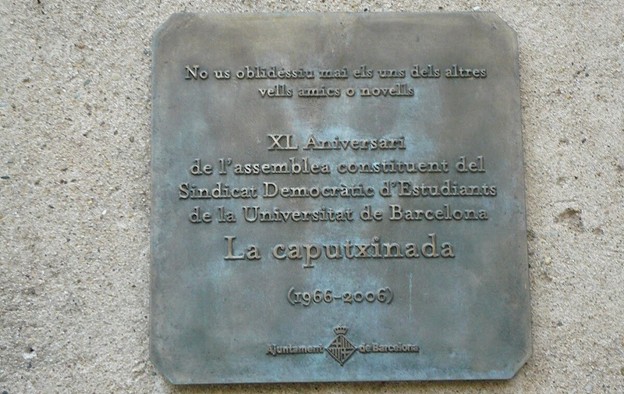 No us oblidéssiu mai els uns dels altres
vells amics o novells
XL Aniversari
de l'assemblea constituent del
Sindicat Democràtic d'Estudiants
de la Universitat de Barcelona
La caputxinada
(1966-2006)
Ajuntament de Barcelona